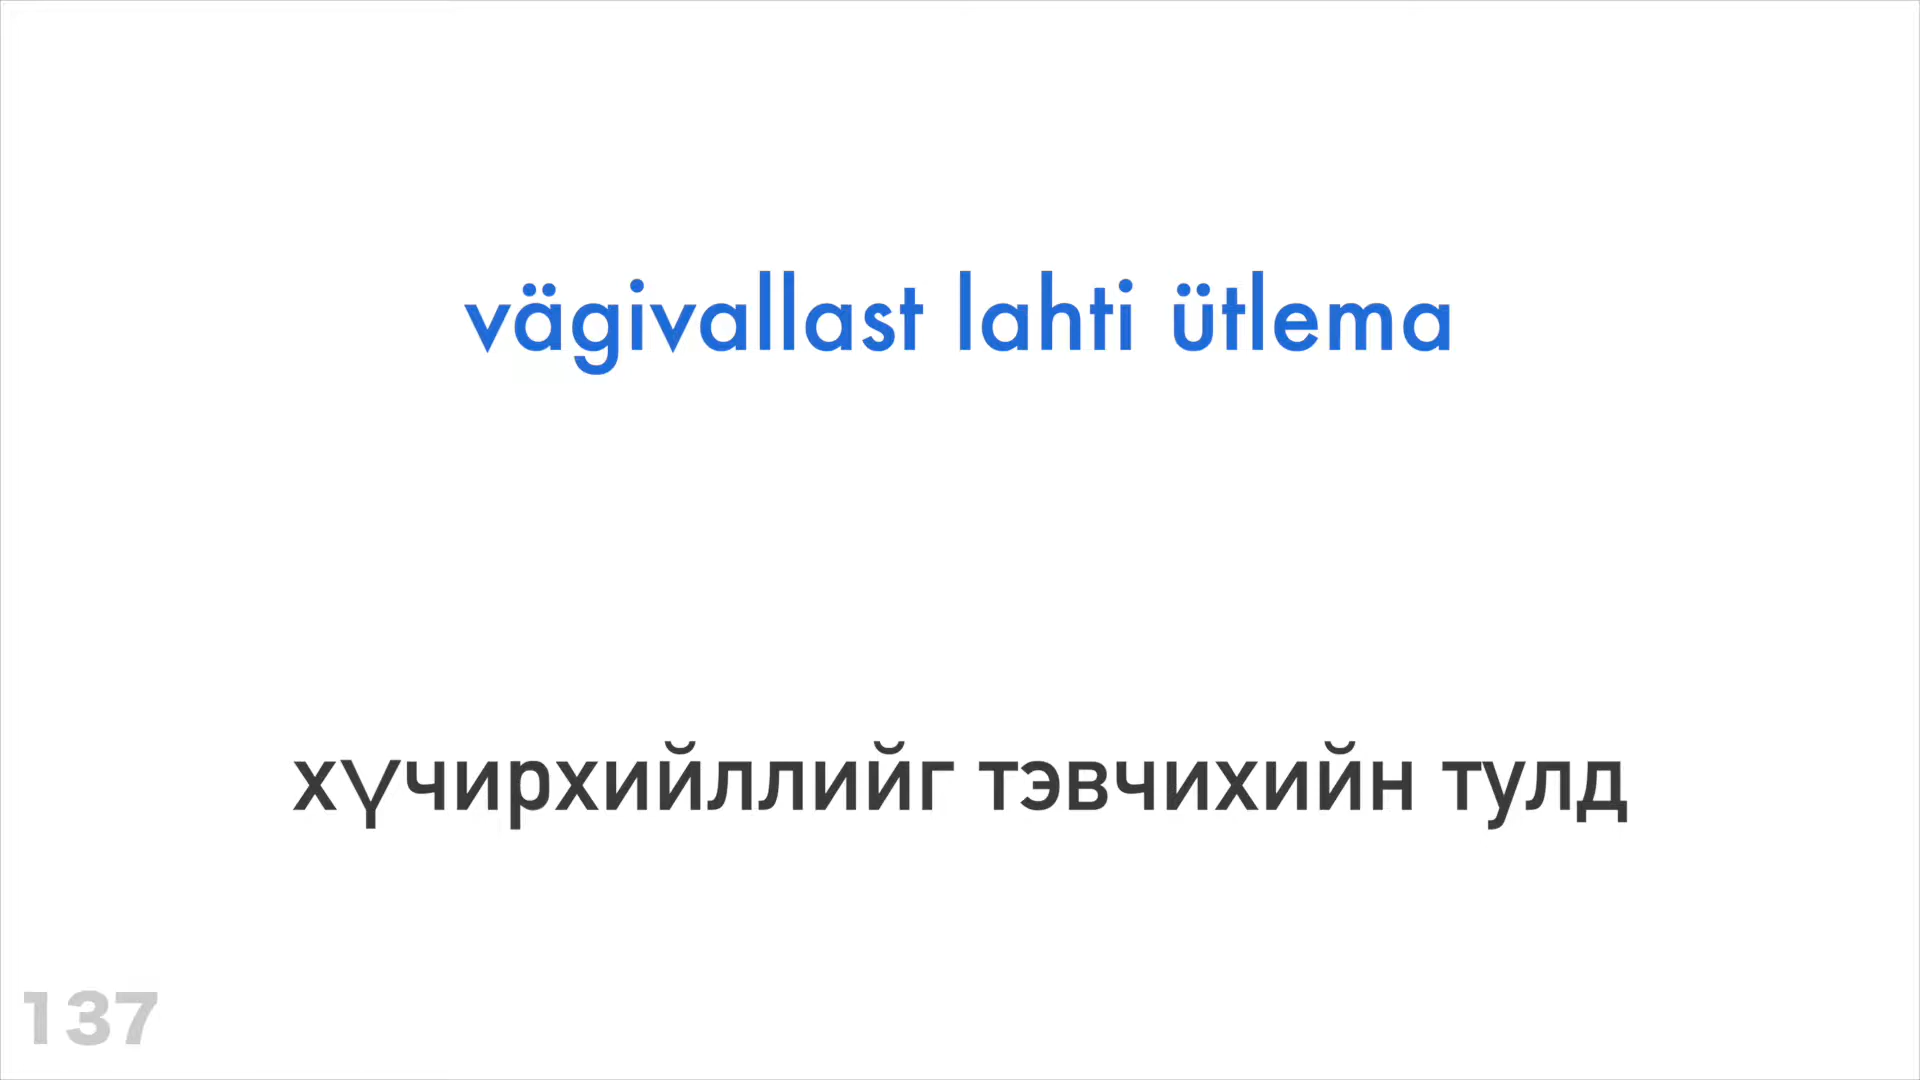 vägivallast lahti ütlema
хүчирхийллийг тэвчихийн тулд
137